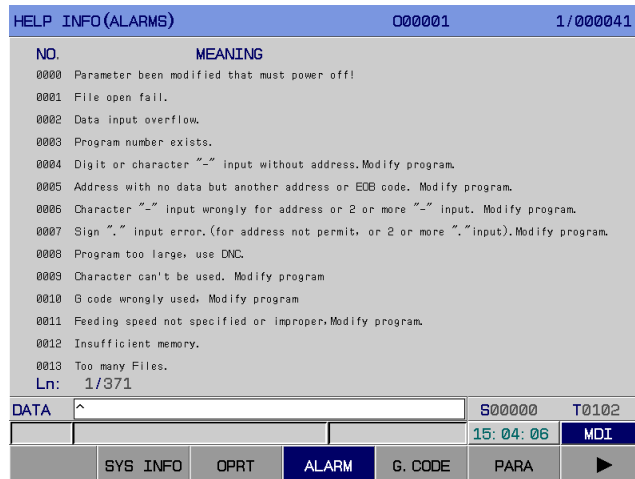 HELP INFO(ALARMS) O00001 1/000041
NO. MEANING
0000 Parameter been modified that must power off!
0001 File open fail.
0002 Data input overflow.
0003 Program number exists.
0004 Digit or character "-" input without address.Modify program.
0005 Address with no data but another address or EOB code. Modify program.
0006 Character "-" input wrongly for address or 2 or more "-" input. Modify program.
0007 Sign "." input error.(for address not permit, or 2 or more "."input).Modify program.
0008 Program too large, use DNC.
0009 Character can't be used. Modify program
0010 G code wrongly used, Modify program
0011 Feeding speed not specified or improper,Modify program.
0012 Insufficient memory.
0013 Too many Files.
Ln: 1/371
DATA ^ S00000 T0102
15:04:06 MDI
SYS INFO OPRT ALARM G. CODE PARA